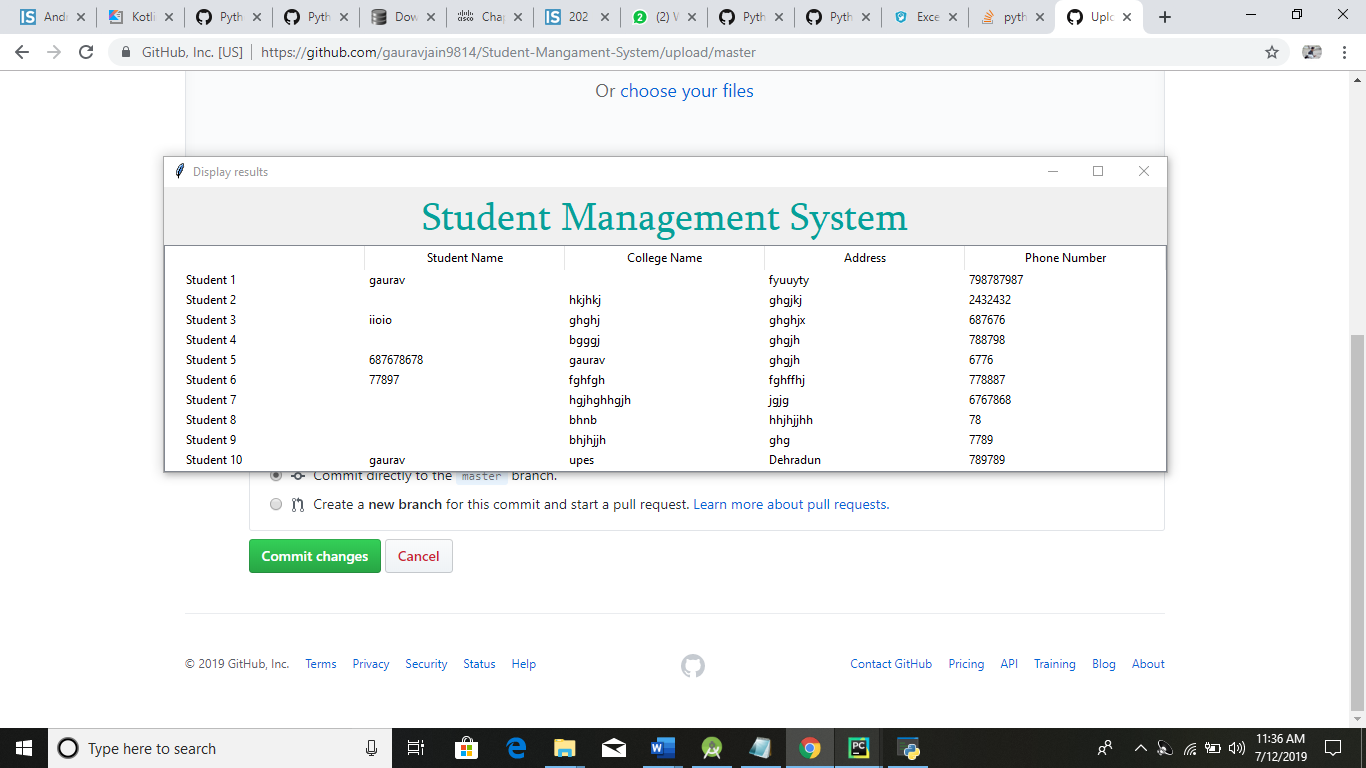 Andr Kotli Pyth Pyth Dow Chap 202 (2) W Pyth Pyth Exce pyth Uplo
GitHub, Inc. [US] https://github.com/gauravjain9814/Student-Mangament-System/upload/master
Or choose your files
Display results
Student Management System
Student Name College Name Address Phone Number
Student 1 gaurav fyuuyty 798787987
Student 2 hkjhkj ghgjkj 2432432
Student 3 iioio ghghj ghghjx 687676
Student 4 bgggj ghgjh 788798
Student 5 687678678 gaurav ghgjh 6776
Student 6 77897 fghfgh fghffhj 778887
Student 7 hgjhghhgjh jgjg 6767868
Student 8 bhnb hhjhjjhh 78
Student 9 bhjhjjh ghg 7789
Student 10 gaurav upes Dehradun 789789
Commit directly to the master branch.
Create a new branch for this commit and start a pull request. Learn more about pull requests.
Commit changes Cancel
© 2019 GitHub, Inc. Terms Privacy Security Status Help Contact GitHub Pricing API Training Blog About
Type here to search
11:36 AM
7/12/2019